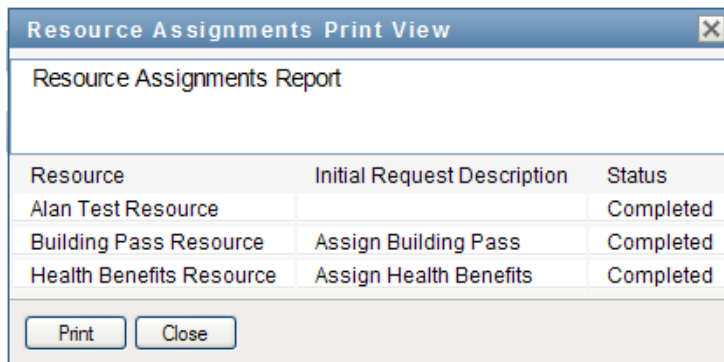 Resource Assignments Print View
Resource Assignments Report
Resource Initial Request Description Status
Alan Test Resource Completed
Building Pass Resource Assign Building Pass Completed
Health Benefits Resource Assign Health Benefits Completed
Print Close